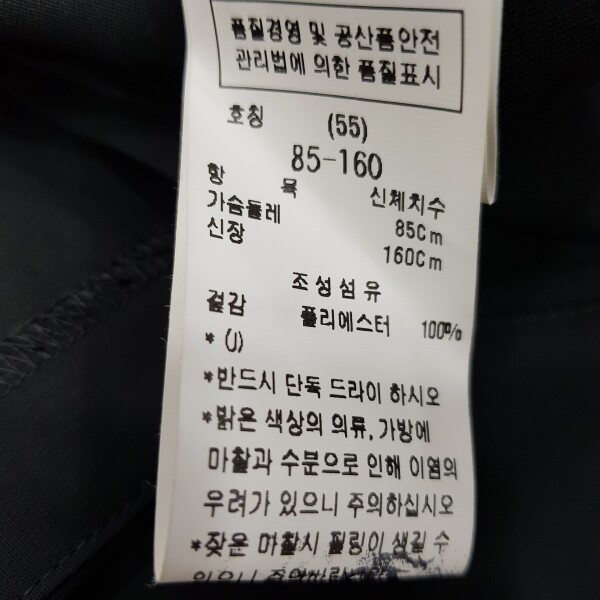 품질경영 및 공산품안전
관리법에 의한 품질표시
호칭 (55)
85-160
항 목 신체치수
가슴둘레 85Cm
신장 160Cm
조성섬유
겉감 폴리에스터 100%
* (J)
*반드시 단독 드라이 하시오
*밝은 색상의 의류, 가방에
마찰과 수분으로 인해 이염의
우려가 있으니 주의하십시오
*잦은 마찰시 필링이 생길 수
있으니